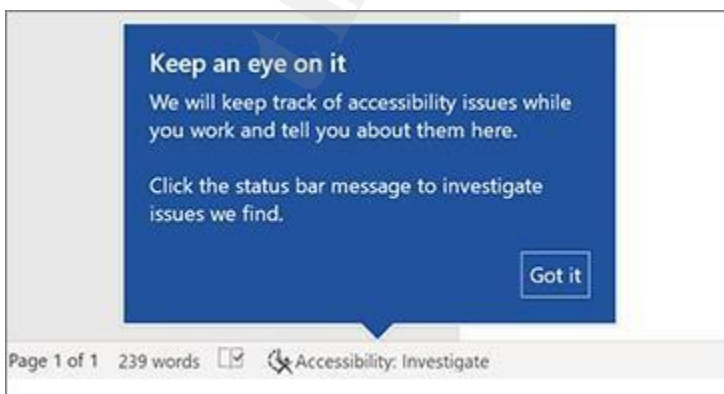 Keep an eye on it
We will keep track of accessibility issues while
you work and tell you about them here.
Click the status bar message to investigate
issues we find.
Got it
Page 1 of 1 239 words Accessibility: Investigate